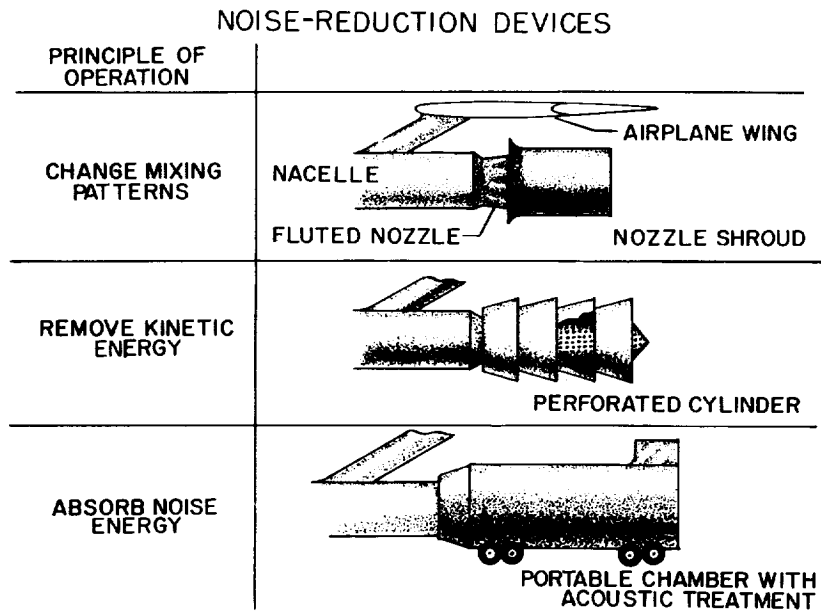 NOISE-REDUCTION DEVICES
PRINCIPLE OF
OPERATION
CHANGE MIXING
PATTERNS
AIRPLANE WING
NACELLE
FLUTED NOZZLE
NOZZLE SHROUD
REMOVE KINETIC
ENERGY
PERFORATED CYLINDER
ABSORB NOISE
ENERGY
PORTABLE CHAMBER WITH
ACOUSTIC TREATMENT